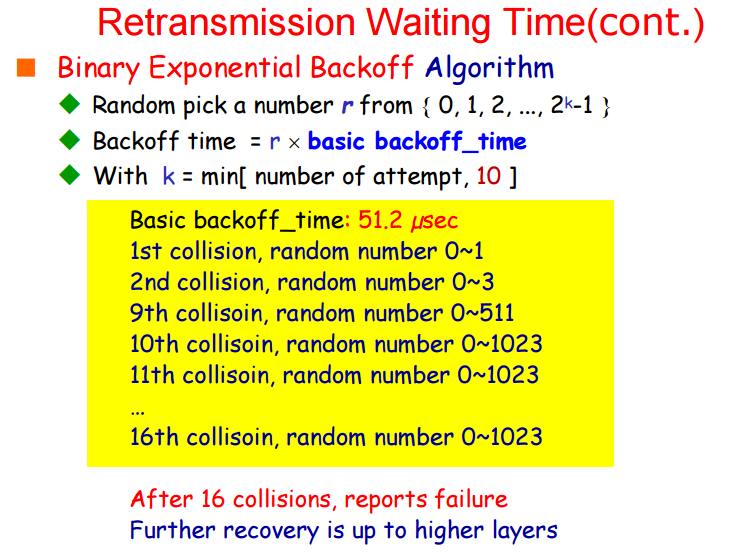 Retransmission Waiting Time(cont.)
Binary Exponential Backoff Algorithm
Random pick a number r from { 0, 1, 2, ..., 2k-1 }
Backoff time = r × basic backoff_time
With k = min[ number of attempt, 10 ]
Basic backoff_time: 51.2 μsec
1st collision, random number 0~1
2nd collision, random number 0~3
9th collisoin, random number 0~511
10th collisoin, random number 0~1023
11th collisoin, random number 0~1023
...
16th collisoin, random number 0~1023
After 16 collisions, reports failure
Further recovery is up to higher layers